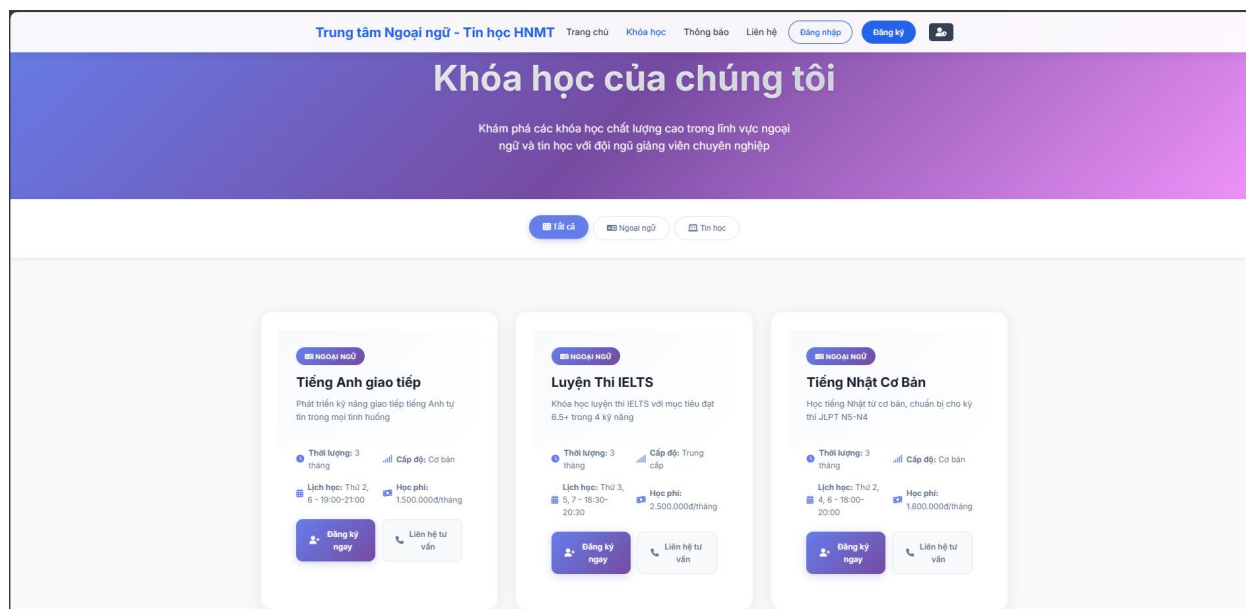 Trung tâm Ngoại ngữ - Tin học HNMT Trang chủ Khóa học Thông báo Liên hệ Đăng nhập Đăng ký
Khóa học của chúng tôi
Khám phá các khóa học chất lượng cao trong lĩnh vực ngoại
ngữ và tin học với đội ngũ giảng viên chuyên nghiệp
Tất cả Ngoại ngữ Tin học
NGOẠI NGỮ
Tiếng Anh giao tiếp
Phát triển kỹ năng giao tiếp tiếng Anh tự
tin trong mọi tình huống
Thời lượng: 3
tháng
Cấp độ: Cơ bản
Lịch học: Thứ 2,
6 - 19:00-21:00
Học phí:
1.500.000đ/tháng
Đăng ký
ngay
Liên hệ tư
vấn
NGOẠI NGỮ
Luyện Thi IELTS
Khóa học luyện thi IELTS với mục tiêu đạt
6.5+ trong 4 kỹ năng
Thời lượng: 3
tháng
Cấp độ: Trung
cấp
Lịch học: Thứ 3,
5, 7 - 18:30-
20:30
Học phí:
2.500.000đ/tháng
Đăng ký
ngay
Liên hệ tư
vấn
NGOẠI NGỮ
Tiếng Nhật Cơ Bản
Học tiếng Nhật từ cơ bản, chuẩn bị cho kỳ
thi JLPT N5-N4
Thời lượng: 3
tháng
Cấp độ: Cơ bản
Lịch học: Thứ 2,
4, 6 - 18:00-
20:00
Học phí:
1.800.000đ/tháng
Đăng ký
ngay
Liên hệ tư
vấn